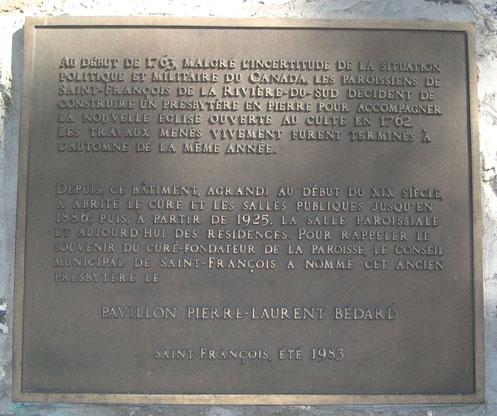 AU DÉBUT DE 1763, MALGRÉ L'INCERTITUDE DE LA SITUATION
POLITIQUE ET MILITAIRE DU CANADA, LES PAROISSIENS DE
SAINT-FRANÇOIS DE LA RIVIÈRE-DU-SUD DÉCIDENT DE
CONSTRUIRE UN PRESBYTÈRE EN PIERRE POUR ACCOMPAGNER
LA NOUVELLE ÉGLISE OUVERTE AU CULTE EN 1762.
LES TRAVAUX MENÉS VIVEMENT FURENT TERMINÉS À
L'AUTOMNE DE LA MÊME ANNÉE.
DEPUIS, CE BÂTIMENT, AGRANDI AU DÉBUT DU XIX SIÈCLE,
A ABRITÉ LE CURÉ ET LES SALLES PUBLIQUES JUSQU'EN
1886, PUIS, À PARTIR DE 1925, LA SALLE PAROISSIALE
ET AUJOURD'HUI DES RÉSIDENCES. POUR RAPPELER LE
SOUVENIR DU CURÉ-FONDATEUR DE LA PAROISSE, LE CONSEIL
MUNICIPAL DE SAINT-FRANÇOIS A NOMMÉ CET ANCIEN
PRESBYTÈRE LE
PAVILLON PIERRE-LAURENT BÉDARD
SAINT-FRANÇOIS, ÉTÉ 1983